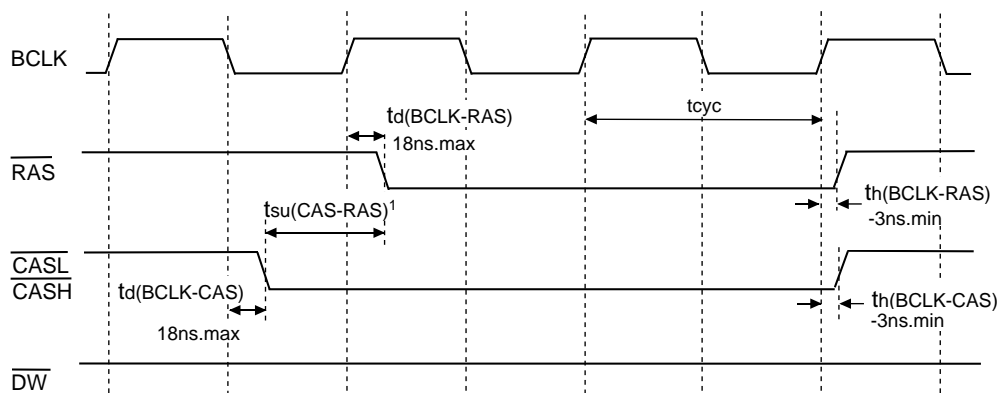 BCLK
tcyc
td(BCLK-RAS)
18ns.max
RAS
th(BCLK-RAS)
-3ns.min
tsu(CAS-RAS)1
CASL
CASH
td(BCLK-CAS)
18ns.max
th(BCLK-CAS)
-3ns.min
DW